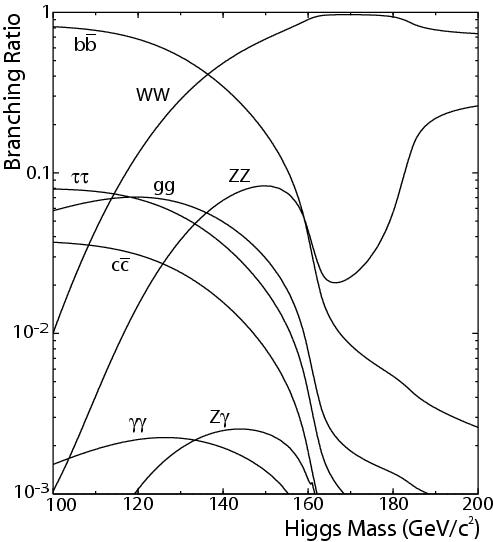 1
bb̅
WW
Branching Ratio
0.1
ττ
gg
ZZ
cc̅
10⁻²
γγ
Zγ
10⁻³
100 120 140 160 180 200
Higgs Mass (GeV/c²)